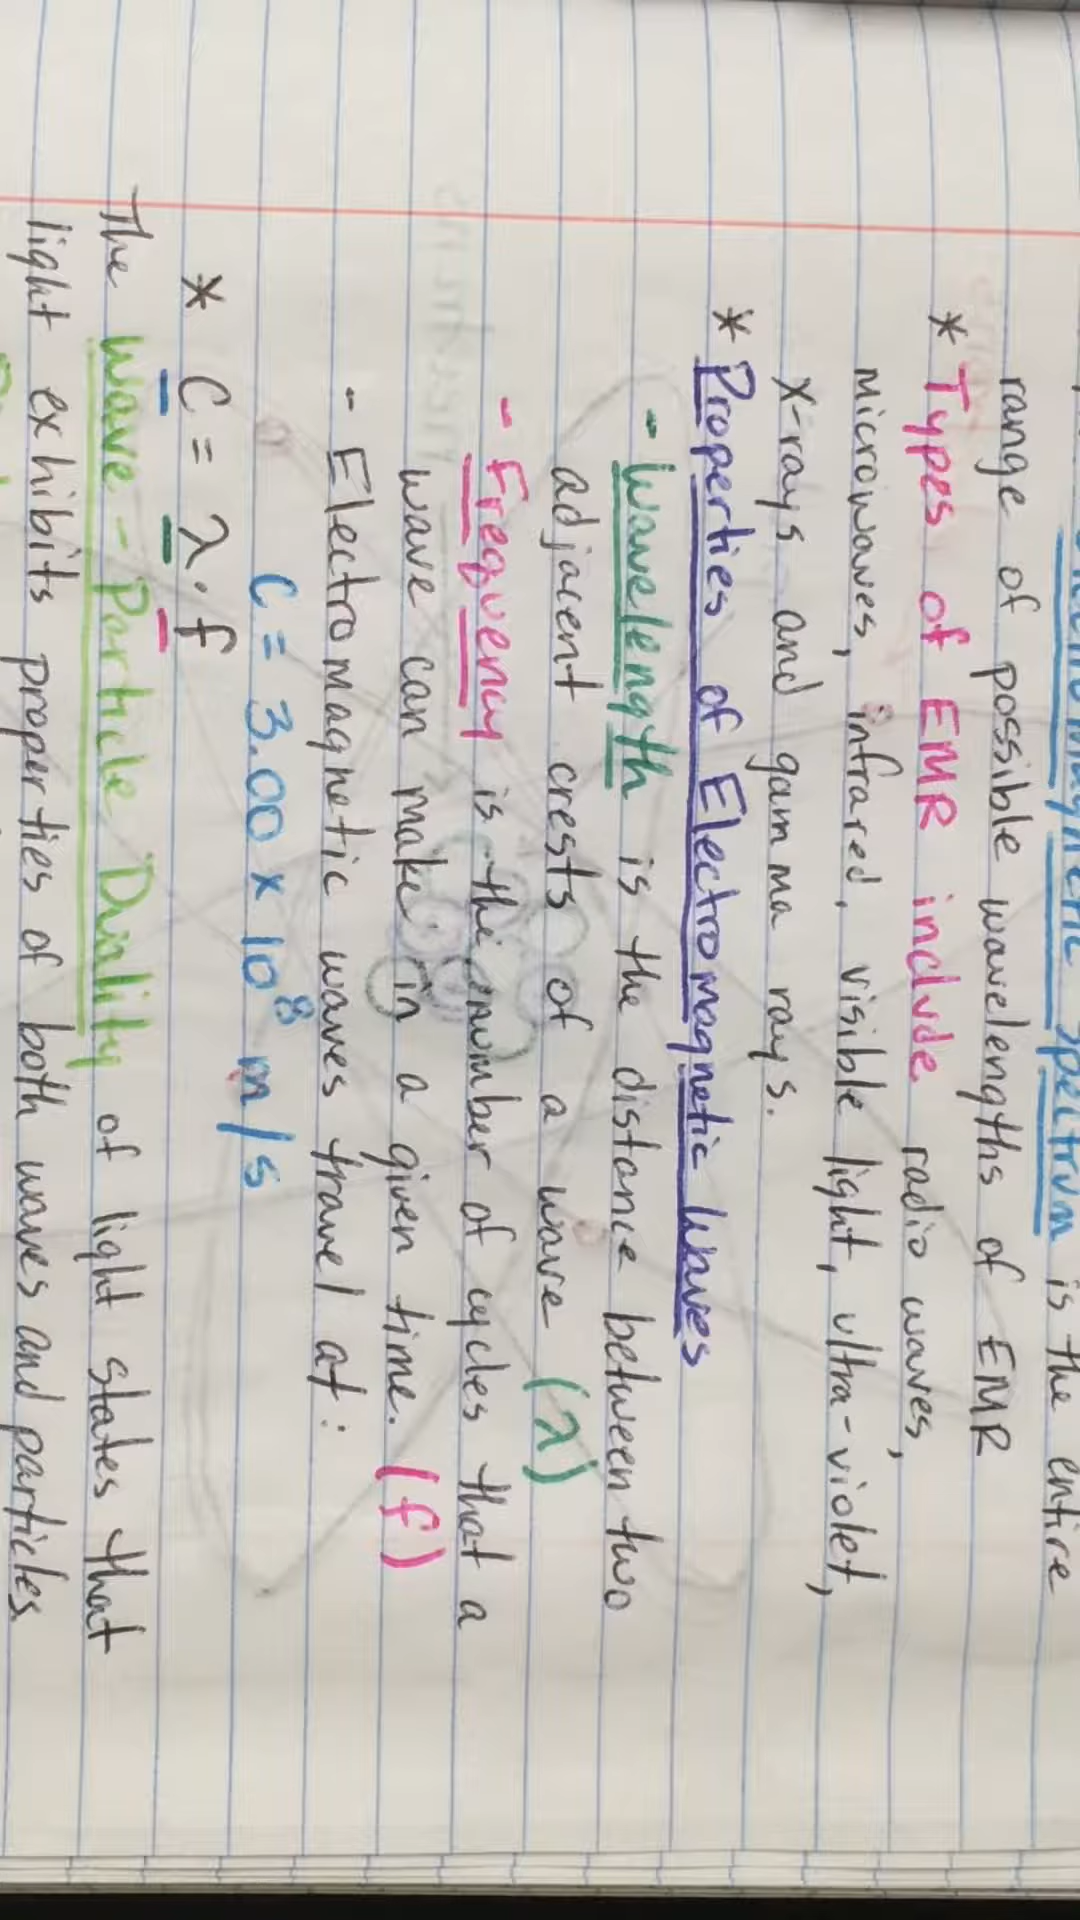 Electromagnetic Spectrum is the entire
range of possible wavelengths of EMR
* Types of EMR include radio waves,
microwaves, infrared, visible light, ultra-violet,
x-rays and gamma rays.
* Properties of Electromagnetic Waves
- Wavelength is the distance between two
adjacent crests of a wave (λ)
- Frequency is the number of cycles that a
wave can make in a given time. (f)
- Electromagnetic waves travel at:
C = 3.00 x 10⁸ m/s
* C = λ·f
The Wave-Particle Duality of light states that
light exhibits properties of both waves and particles.